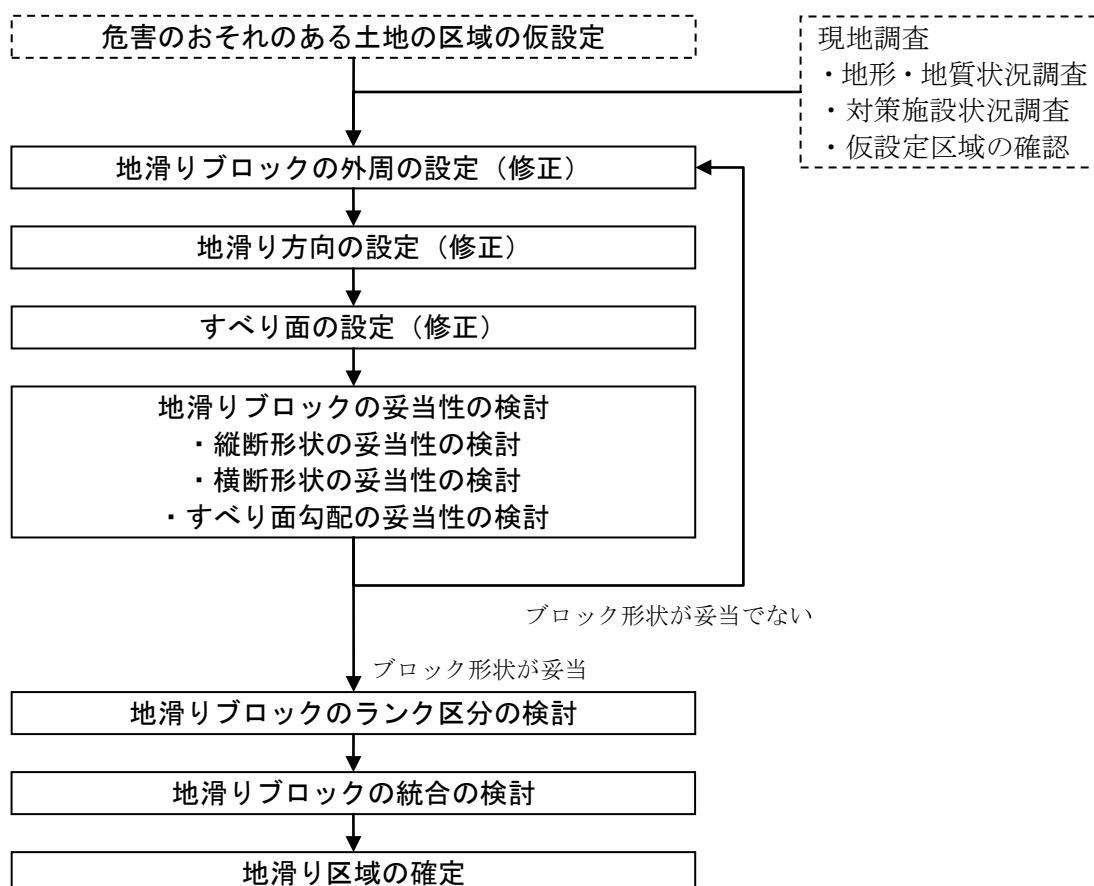 危害のおそれのある土地の区域の仮設定
現地調査
・地形・地質状況調査
・対策施設状況調査
・仮設定区域の確認
地滑りブロックの外周の設定（修正）
地滑り方向の設定（修正）
すべり面の設定（修正）
地滑りブロックの妥当性の検討
・縦断形状の妥当性の検討
・横断形状の妥当性の検討
・すべり面勾配の妥当性の検討
ブロック形状が妥当でない
ブロック形状が妥当
地滑りブロックのランク区分の検討
地滑りブロックの統合の検討
地滑り区域の確定